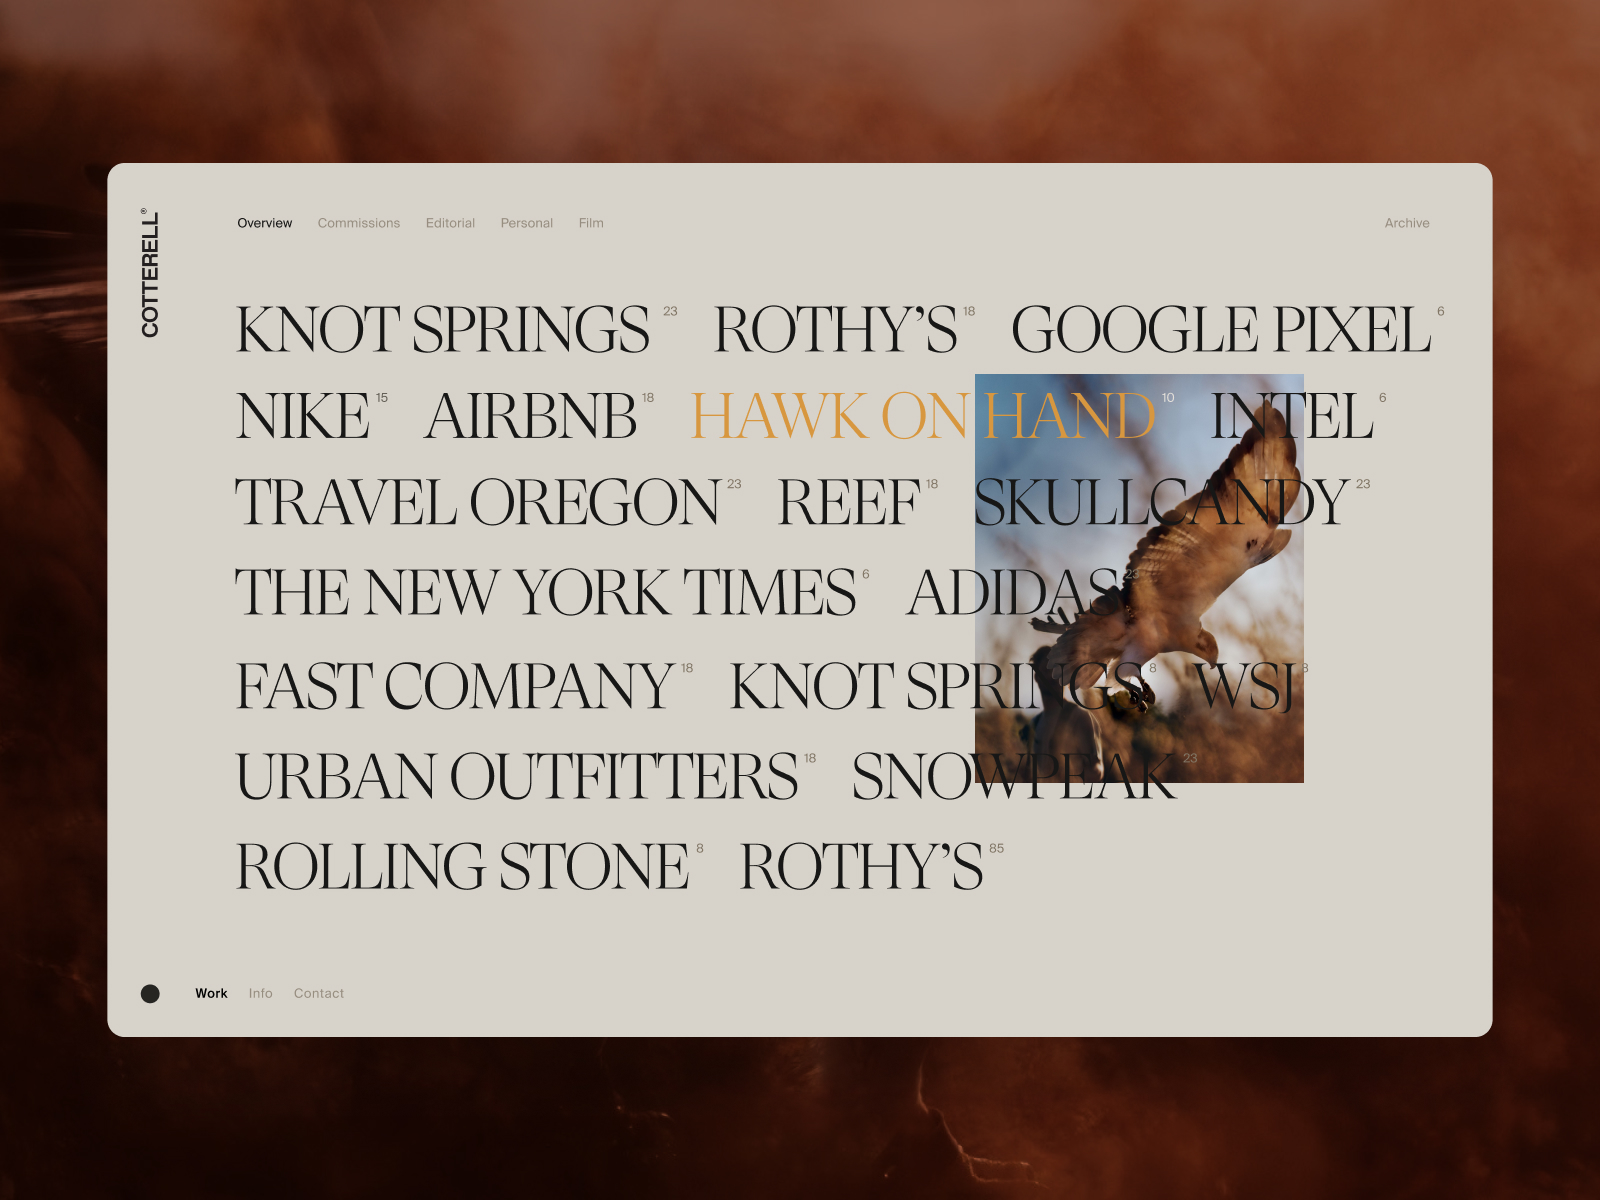 COTTERELL®
Overview Commissions Editorial Personal Film Archive
KNOT SPRINGS 23 ROTHY’S 18 GOOGLE PIXEL 6
NIKE 15 AIRBNB 18 HAWK ON HAND 10 INTEL 6
TRAVEL OREGON 23 REEF 18 SKULLCANDY 23
THE NEW YORK TIMES 6 ADIDAS 23
FAST COMPANY 18 KNOT SPRINGS 8 WSJ 8
URBAN OUTFITTERS 18 SNOWPEAK 23
ROLLING STONE 8 ROTHY’S 85
Work Info Contact